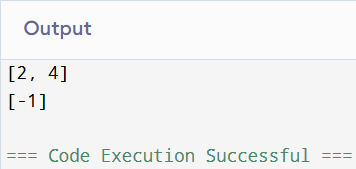 Output
[2, 4]
[-1]
=== Code Execution Successful ===